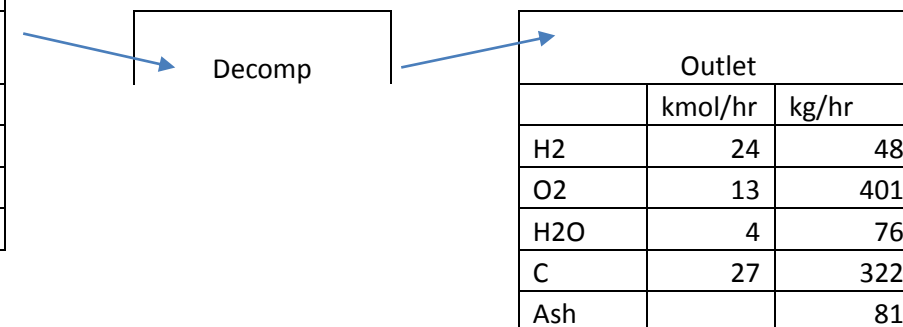 Decomp
Outlet
kmol/hr kg/hr
H2 24 48
O2 13 401
H2O 4 76
C 27 322
Ash 81